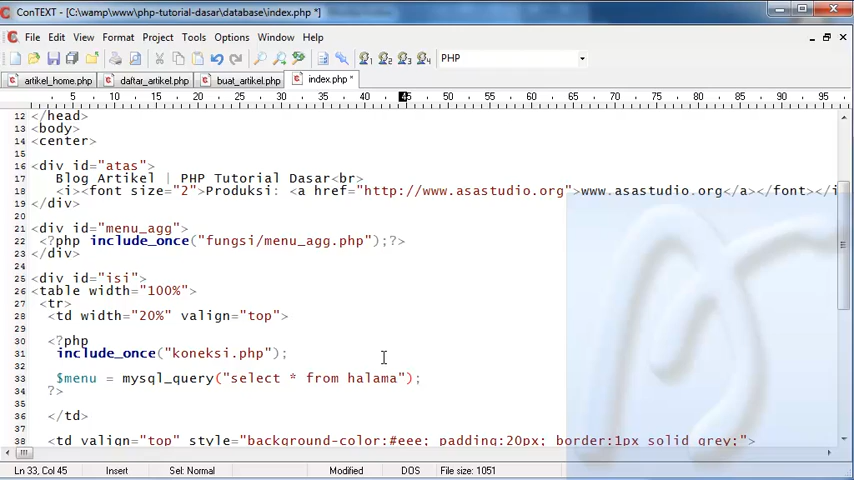 ConTEXT - [C:\wamp\www\php-tutorial-dasar\database\index.php *]
File Edit View Format Project Tools Options Window Help
PHP
artikel_home.php daftar_artikel.php buat_artikel.php index.php *
5 10 15 20 25 30 35 40 45 50 55 60 65 70 75 80 85 90 95
12 </head>
13 <body>
14 <center>
15
16 <div id="atas">
17 Blog Artikel | PHP Tutorial Dasar<br>
18 <i><font size="2">Produksi: <a href="http://www.asastudio.org">www.asastudio.org</a></font></i
19 </div>
20
21 <div id="menu_agg">
22 <?php include_once("fungsi/menu_agg.php");?>
23 </div>
24
25 <div id="isi">
26 <table width="100%">
27 <tr>
28 <td width="20%" valign="top">
29
30 <?php
31 include_once("koneksi.php");
32
33 $menu = mysql_query("select * from halama");
34 ?>
35
36 </td>
37
38 <td valign="top" style="background-color:#eee; padding:20px; border:1px solid grey;">
Ln 33, Col 45 Insert Sel: Normal Modified DOS File size: 1051